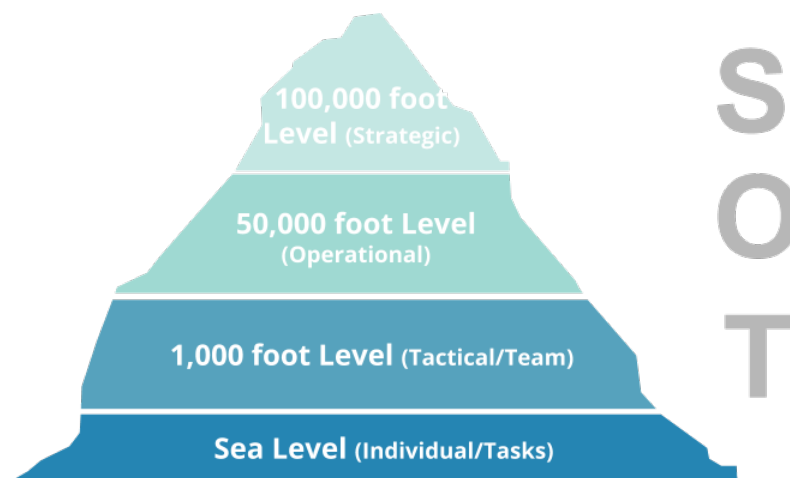 100,000 foot
Level (Strategic)
50,000 foot Level
(Operational)
1,000 foot Level (Tactical/Team)
Sea Level (Individual/Tasks)
S
O
T